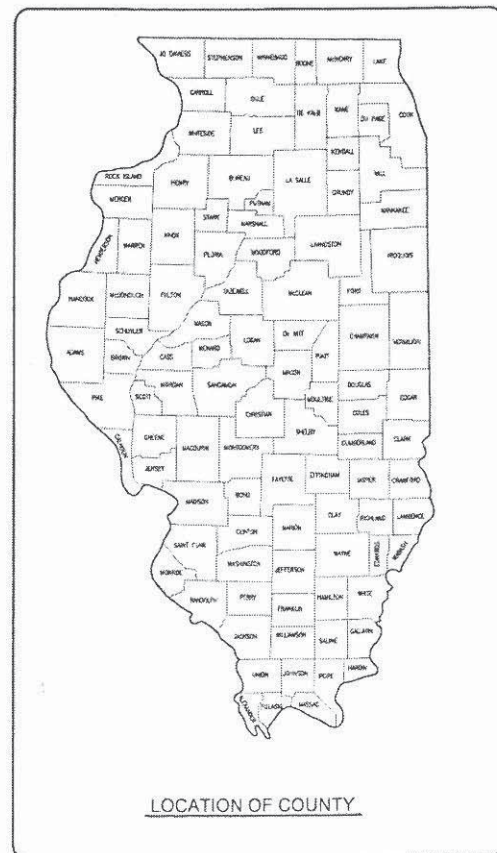 JO DAVIESS STEPHENSON WINNEBAGO BOONE McHENRY LAKE
CARROLL OGLE DE KALB KANE DU PAGE COOK
WHITESIDE LEE KENDALL WILL
ROCK ISLAND HENRY BUREAU LA SALLE GRUNDY
MERCER PUTNAM KANKAKEE
HENDERSON WARREN KNOX STARK MARSHALL LIVINGSTON IROQUOIS
PEORIA WOODFORD
HANCOCK McDONOUGH FULTON TAZEWELL McLEAN FORD
MASON CHAMPAIGN VERMILION
SCHUYLER LOGAN De WITT
ADAMS BROWN CASS MENARD PIATT
MACON
PIKE SCOTT MORGAN SANGAMON DOUGLAS EDGAR
CHRISTIAN MOULTRIE COLES
CALHOUN GREENE SHELBY
MACOUPIN MONTGOMERY CUMBERLAND CLARK
JERSEY
FAYETTE EFFINGHAM JASPER CRAWFORD
MADISON BOND
CLAY RICHLAND LAWRENCE
CLINTON MARION
SAINT CLAIR WAYNE EDWARDS WABASH
WASHINGTON JEFFERSON
MONROE
RANDOLPH PERRY HAMILTON WHITE
FRANKLIN
JACKSON WILLIAMSON SALINE GALLATIN
UNION JOHNSON POPE HARDIN
ALEXANDER PULASKI MASSAC
LOCATION OF COUNTY